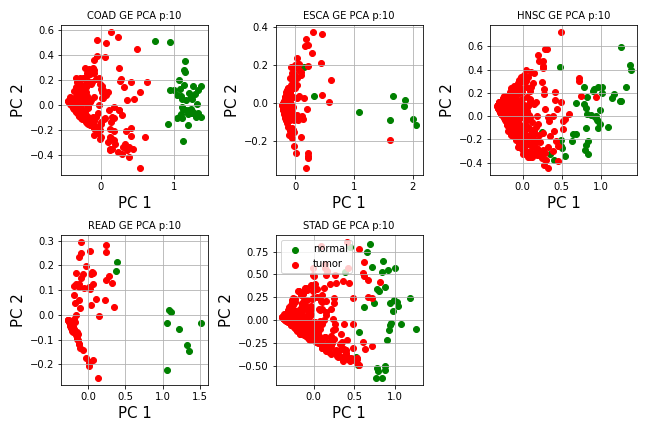 COAD GE PCA p:10
ESCA GE PCA p:10
HNSC GE PCA p:10
0.6
0.4
0.2
0.0
−0.2
−0.4
PC 2
0
1
PC 1
0.4
0.2
0.0
−0.2
PC 2
0
1
2
PC 1
0.6
0.4
0.2
0.0
−0.2
−0.4
PC 2
0.0
0.5
1.0
PC 1
READ GE PCA p:10
STAD GE PCA p:10
0.3
0.2
0.1
0.0
−0.1
−0.2
PC 2
0.0
0.5
1.0
1.5
PC 1
0.75
0.50
0.25
0.00
−0.25
−0.50
PC 2
normal
tumor
0.0
0.5
1.0
PC 1